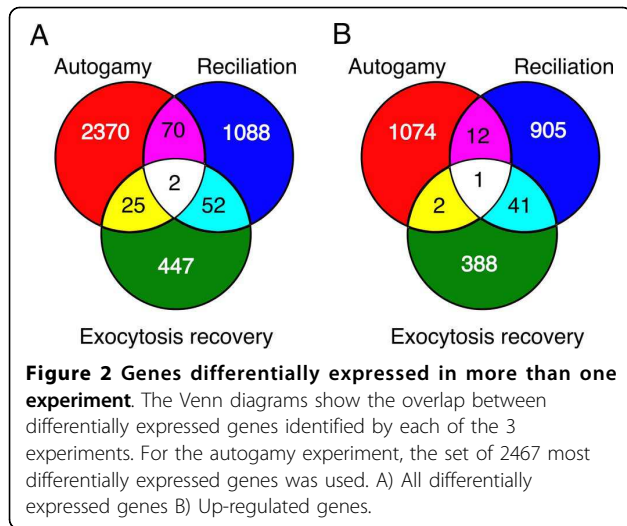 A
B
Autogamy Reciliation
Autogamy Reciliation
2370 70 1088
1074 12 905
2
1
25 52
2 41
447
388
Exocytosis recovery
Exocytosis recovery
Figure 2 Genes differentially expressed in more than one
experiment. The Venn diagrams show the overlap between
differentially expressed genes identified by each of the 3
experiments. For the autogamy experiment, the set of 2467 most
differentially expressed genes was used. A) All differentially
expressed genes B) Up-regulated genes.